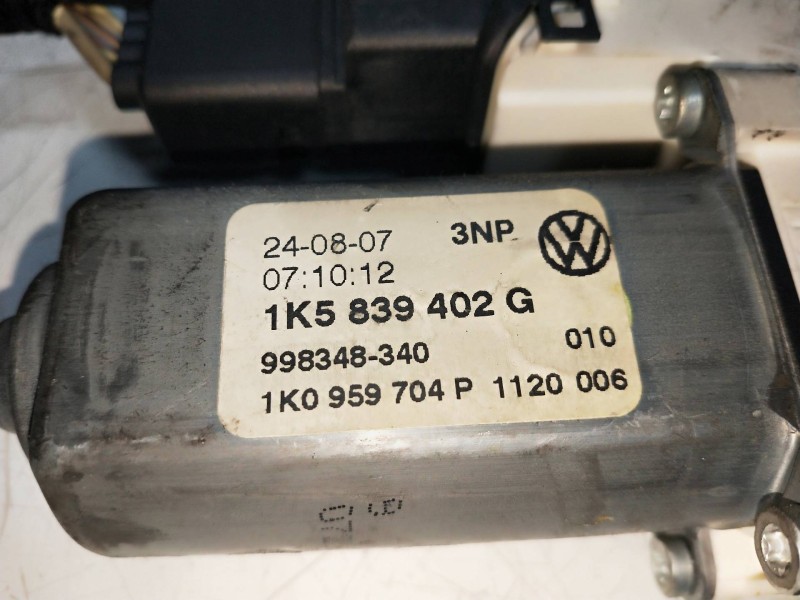 24-08-07 3NP
07:10:12
1K5 839 402 G
998348-340 010
1K0 959 704 P 1120 006